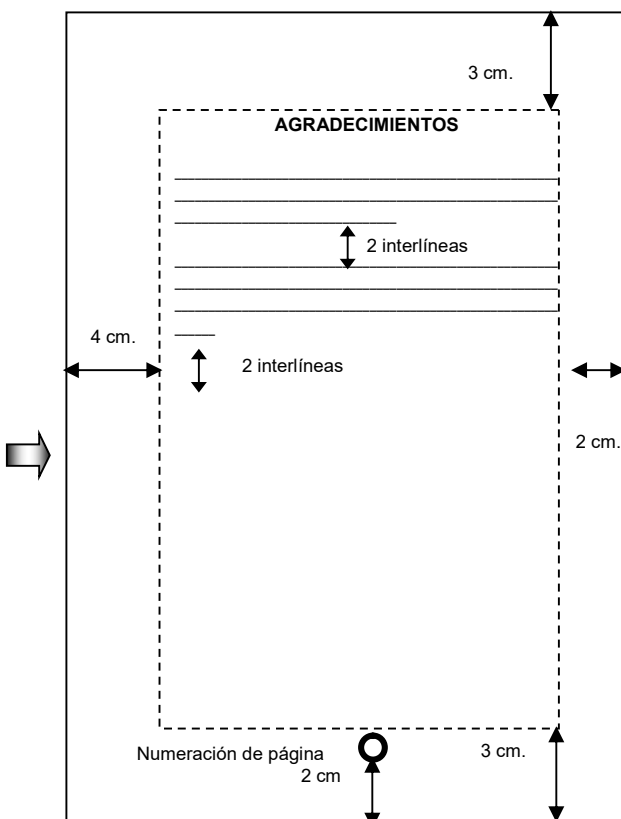 3 cm.
AGRADECIMIENTOS
2 interlíneas
4 cm.
2 interlíneas
2 cm.
Numeración de página
3 cm.
2 cm